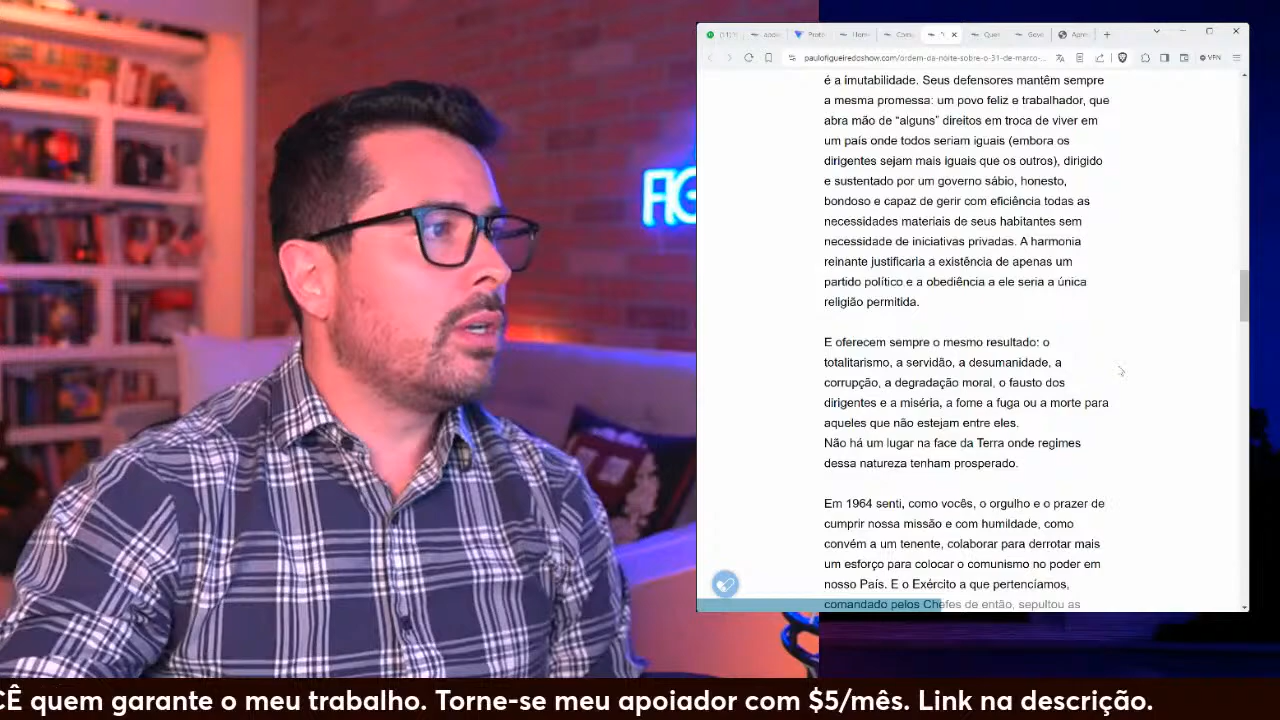 FIG
paulofigueiredoshow.com/ordem-da-noite-sobre-o-31-de-marco-...
VPN
é a imutabilidade. Seus defensores mantêm sempre
a mesma promessa: um povo feliz e trabalhador, que
abra mão de “alguns” direitos em troca de viver em
um país onde todos seriam iguais (embora os
dirigentes sejam mais iguais que os outros), dirigido
e sustentado por um governo sábio, honesto,
bondoso e capaz de gerir com eficiência todas as
necessidades materiais de seus habitantes sem
necessidade de iniciativas privadas. A harmonia
reinante justificaria a existência de apenas um
partido político e a obediência a ele seria a única
religião permitida.
E oferecem sempre o mesmo resultado: o
totalitarismo, a servidão, a desumanidade, a
corrupção, a degradação moral, o fausto dos
dirigentes e a miséria, a fome a fuga ou a morte para
aqueles que não estejam entre eles.
Não há um lugar na face da Terra onde regimes
dessa natureza tenham prosperado.
Em 1964 senti, como vocês, o orgulho e o prazer de
cumprir nossa missão e com humildade, como
convém a um tenente, colaborar para derrotar mais
um esforço para colocar o comunismo no poder em
nosso País. E o Exército a que pertencíamos,
comandado pelos Chefes de então, sepultou as
CÊ quem garante o meu trabalho. Torne-se meu apoiador com $5/mês. Link na descrição.